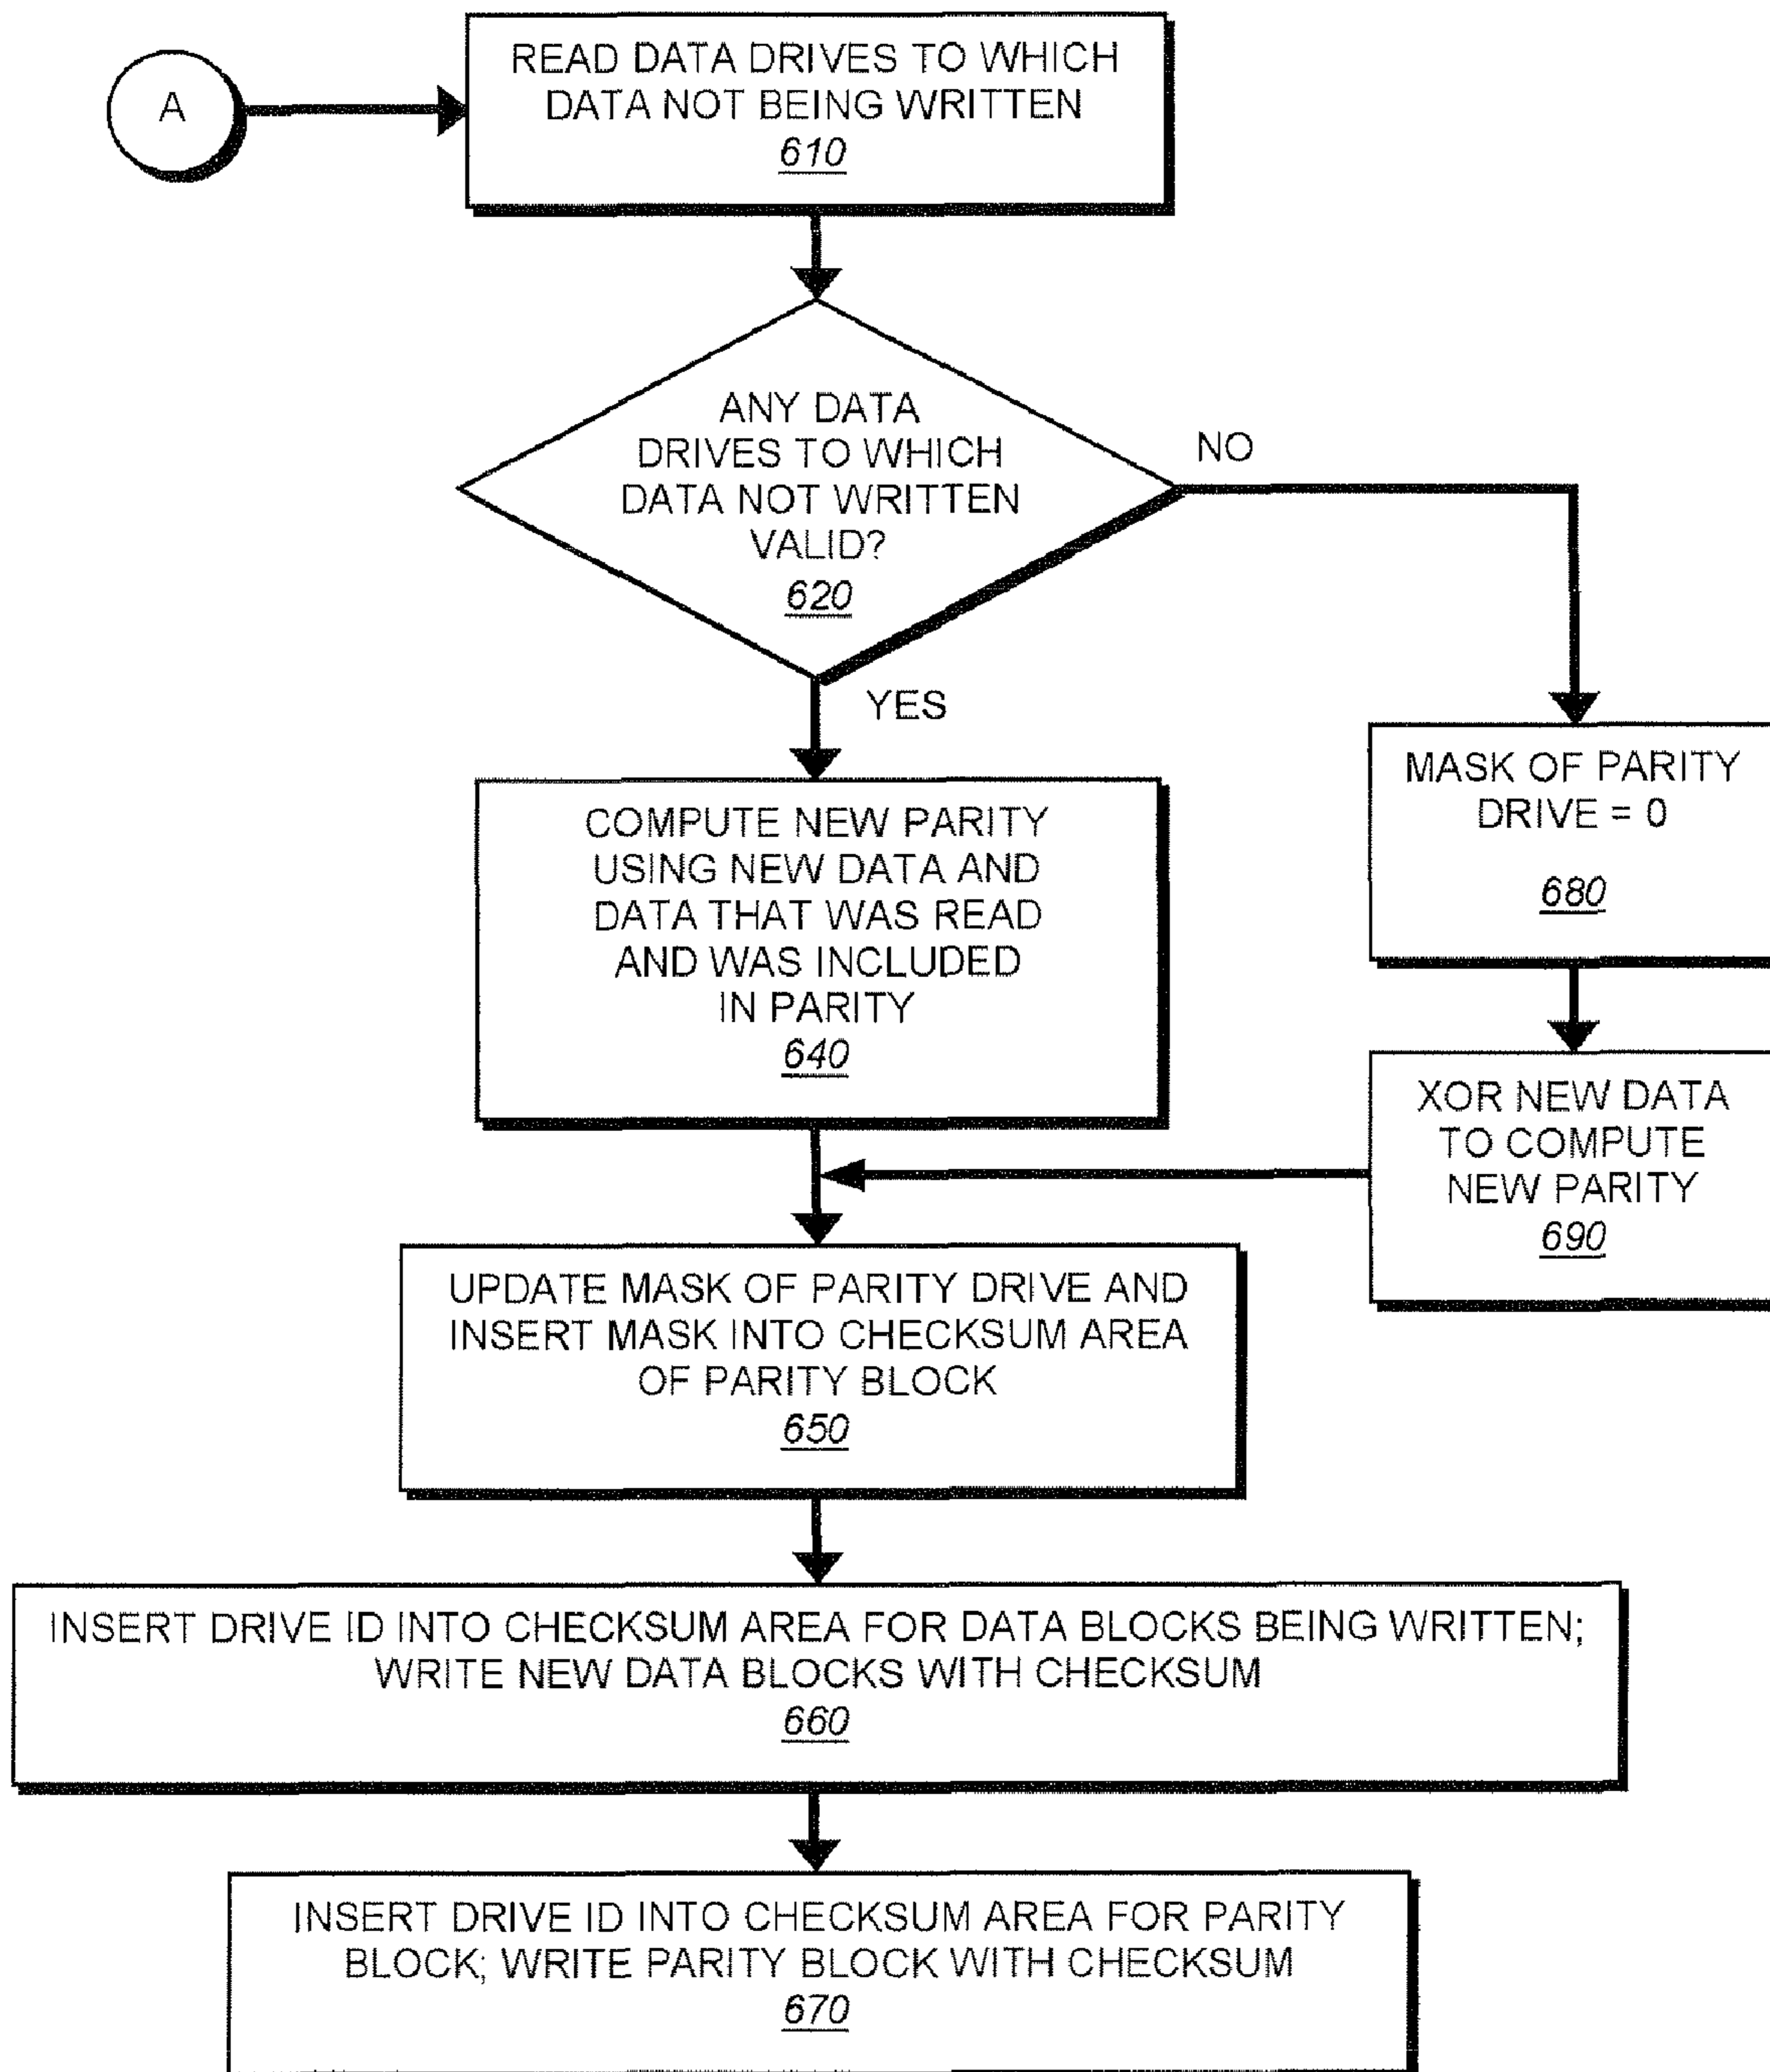 A
READ DATA DRIVES TO WHICH
DATA NOT BEING WRITTEN
610
ANY DATA
DRIVES TO WHICH
DATA NOT WRITTEN
VALID?
620
NO
YES
MASK OF PARITY
DRIVE = 0
680
COMPUTE NEW PARITY
USING NEW DATA AND
DATA THAT WAS READ
AND WAS INCLUDED
IN PARITY
640
XOR NEW DATA
TO COMPUTE
NEW PARITY
690
UPDATE MASK OF PARITY DRIVE AND
INSERT MASK INTO CHECKSUM AREA
OF PARITY BLOCK
650
INSERT DRIVE ID INTO CHECKSUM AREA FOR DATA BLOCKS BEING WRITTEN;
WRITE NEW DATA BLOCKS WITH CHECKSUM
660
INSERT DRIVE ID INTO CHECKSUM AREA FOR PARITY
BLOCK; WRITE PARITY BLOCK WITH CHECKSUM
670